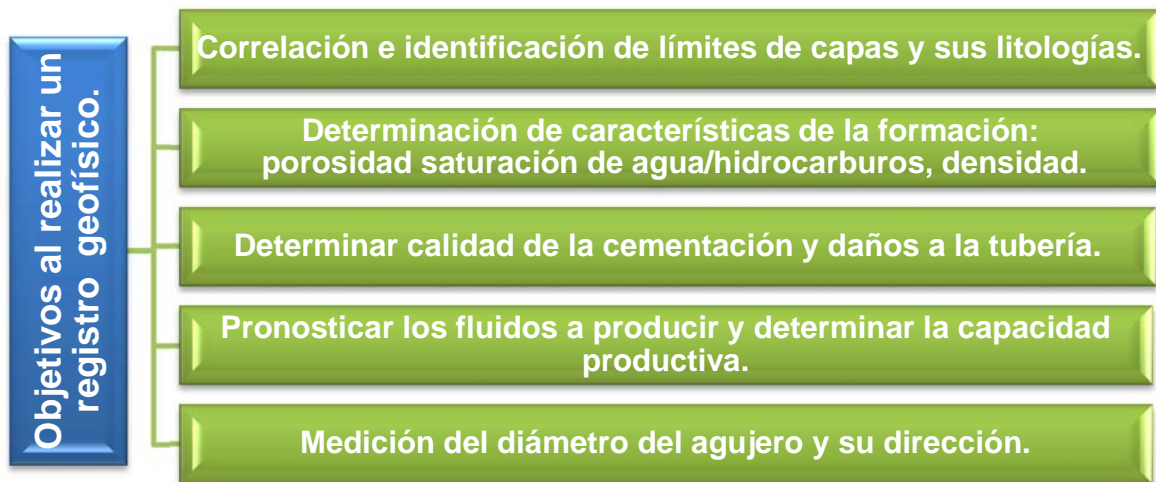 Objetivos al realizar un
registro geofísico.
Correlación e identificación de límites de capas y sus litologías.
Determinación de características de la formación:
porosidad saturación de agua/hidrocarburos, densidad.
Determinar calidad de la cementación y daños a la tubería.
Pronosticar los fluidos a producir y determinar la capacidad
productiva.
Medición del diámetro del agujero y su dirección.